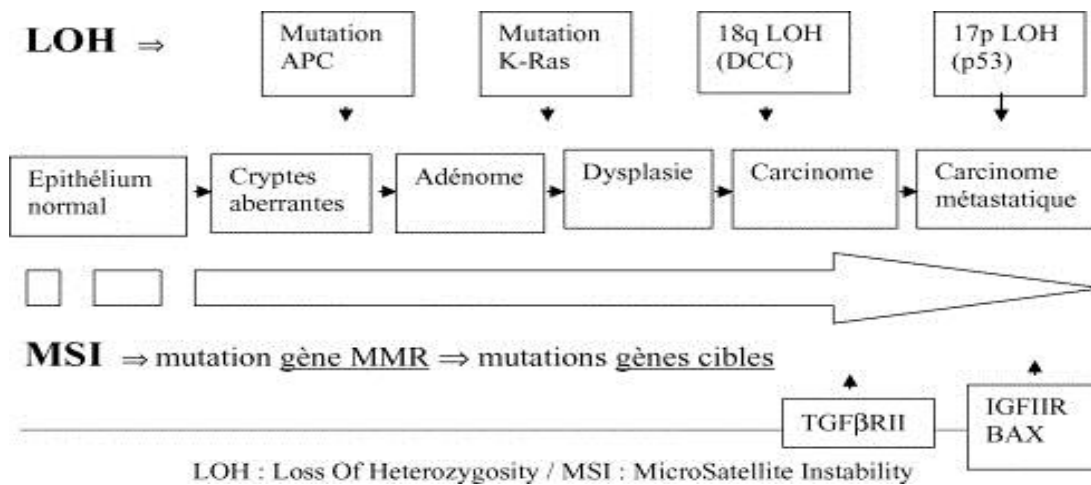 LOH ⇒
Mutation
APC
Mutation
K-Ras
18q LOH
(DCC)
17p LOH
(p53)
Epithélium
normal
Cryptes
aberrantes
Adénome
Dysplasie
Carcinome
Carcinome
métastatique
MSI ⇒ mutation gène MMR ⇒ mutations gènes cibles
TGFβRII
IGFIIR
BAX
LOH : Loss Of Heterozygosity / MSI : MicroSatellite Instability